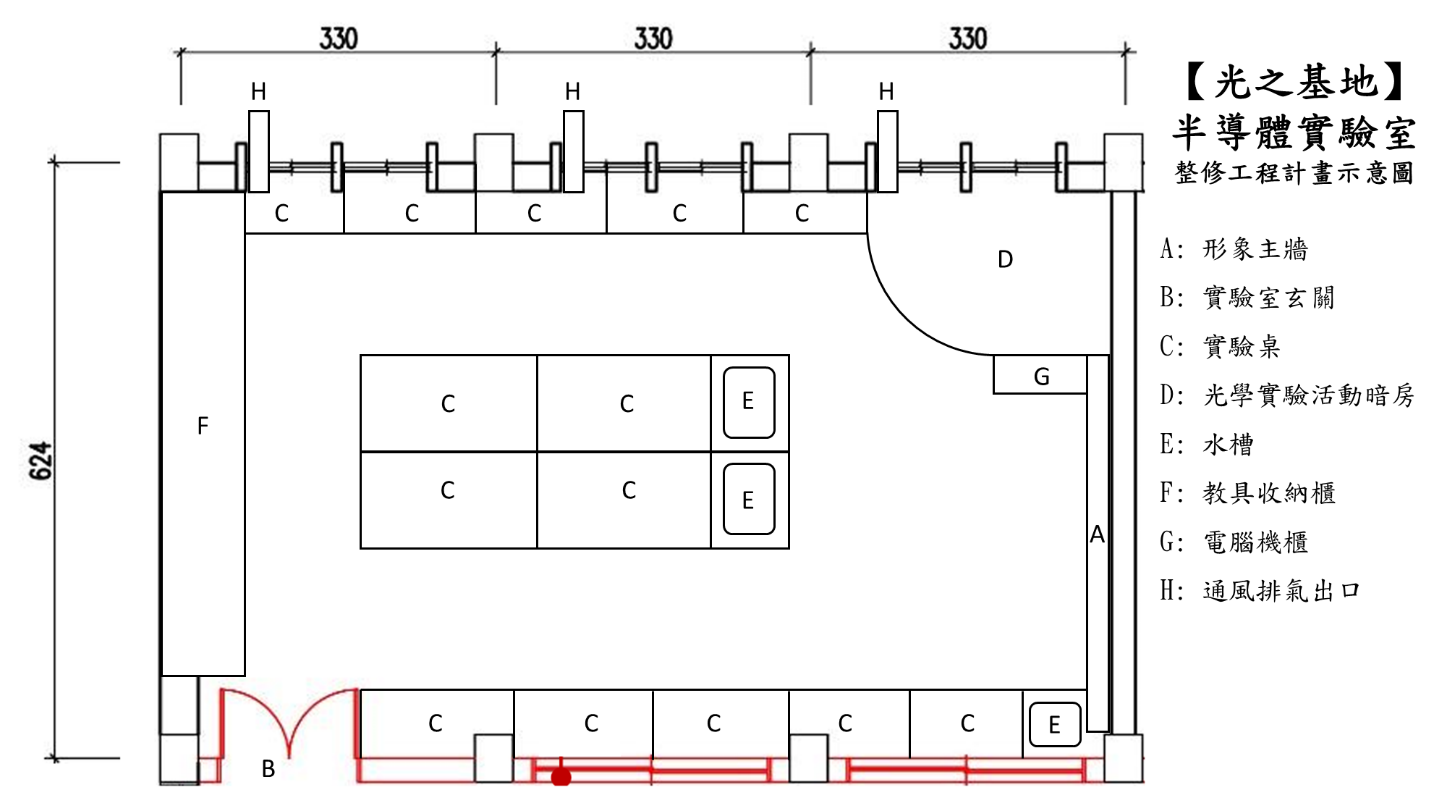 330 330 330
【光之基地】
半導體實驗室
整修工程計畫示意圖
H H H
C C C C C
D
A: 形象主牆
B: 實驗室玄關
C: 實驗桌
D: 光學實驗活動暗房
E: 水槽
F: 教具收納櫃
G: 電腦機櫃
H: 通風排氣出口
G
C C E
F
624
C C E
A
C C C C C E
B